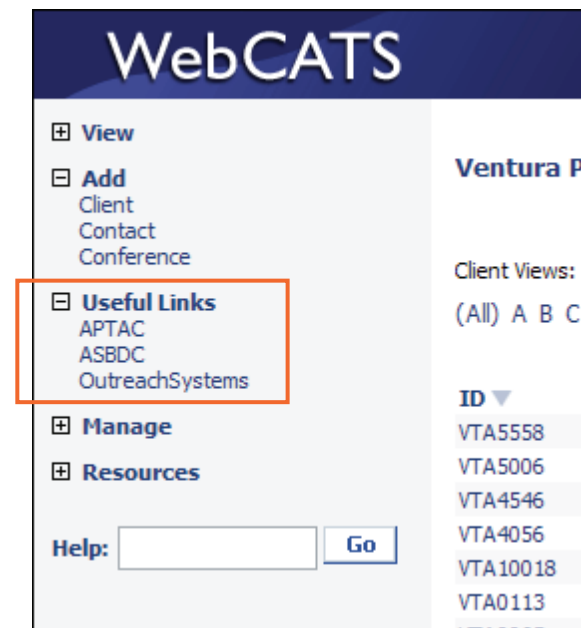 WebCATS
View
Add
Client
Contact
Conference
Useful Links
APTAC
ASBDC
OutreachSystems
Manage
Resources
Help: Go
Ventura
Client Views:
(All) A B C
ID
VTA5558
VTA5006
VTA4546
VTA4056
VTA10018
VTA0113